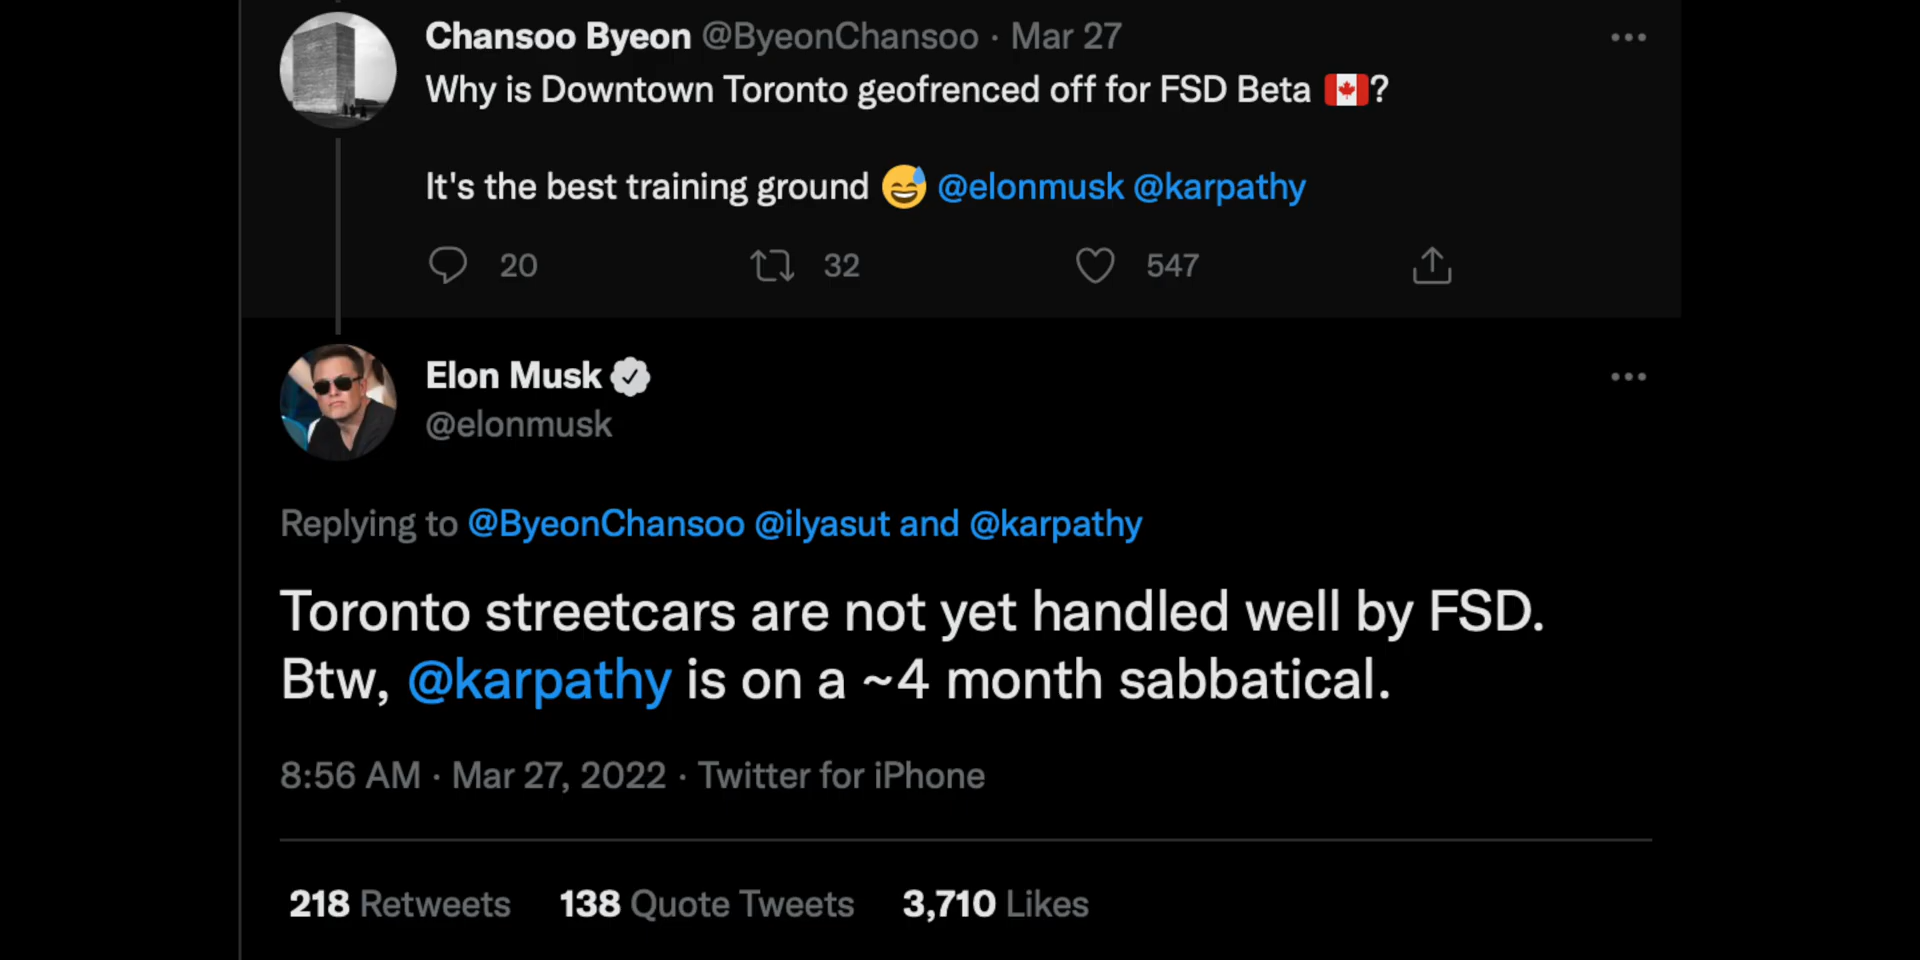 Chansoo Byeon @ByeonChansoo · Mar 27
Why is Downtown Toronto geofrenced off for FSD Beta 🇨🇦?
It's the best training ground 😅 @elonmusk @karpathy
20 32 547
Elon Musk
@elonmusk
Replying to @ByeonChansoo @ilyasut and @karpathy
Toronto streetcars are not yet handled well by FSD.
Btw, @karpathy is on a ~4 month sabbatical.
8:56 AM · Mar 27, 2022 · Twitter for iPhone
218 Retweets 138 Quote Tweets 3,710 Likes